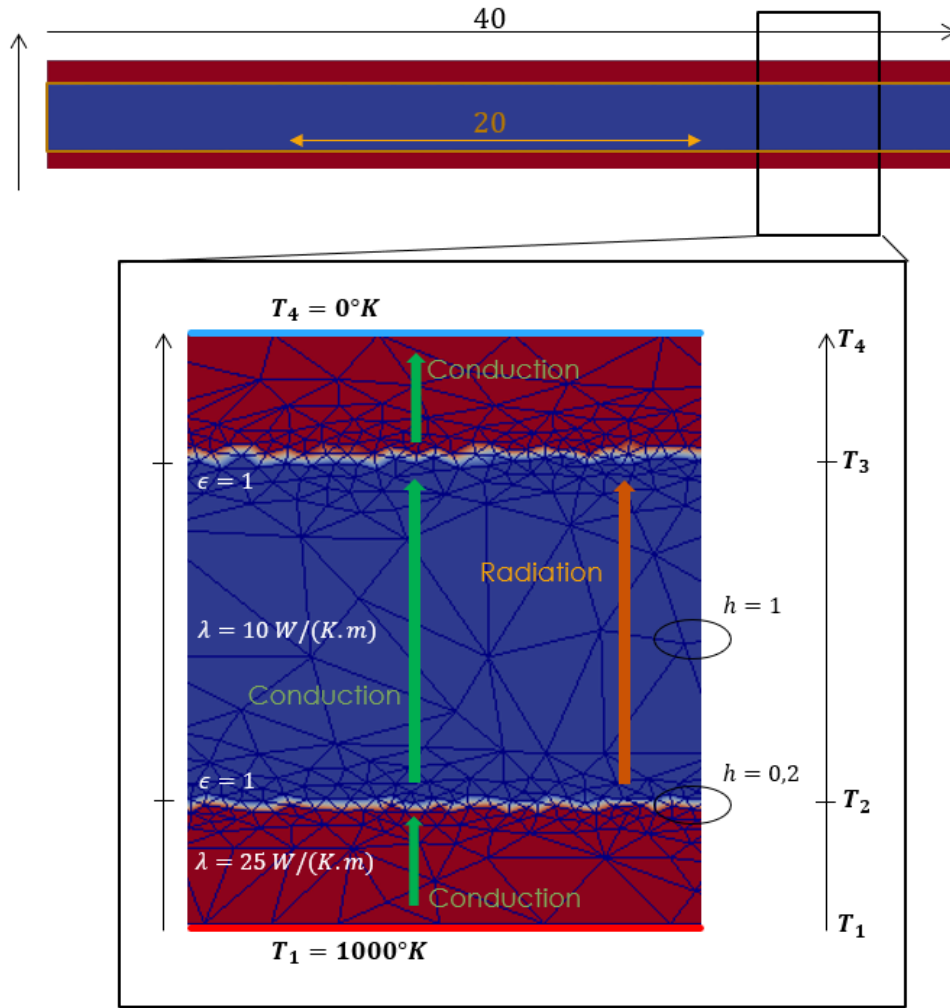 40
20
T₄ = 0°K
T₄
Conduction
T₃
ϵ = 1
Radiation
h = 1
λ = 10 W/(K.m)
Conduction
ϵ = 1
h = 0,2
T₂
λ = 25 W/(K.m)
Conduction
T₁
T₁ = 1000°K